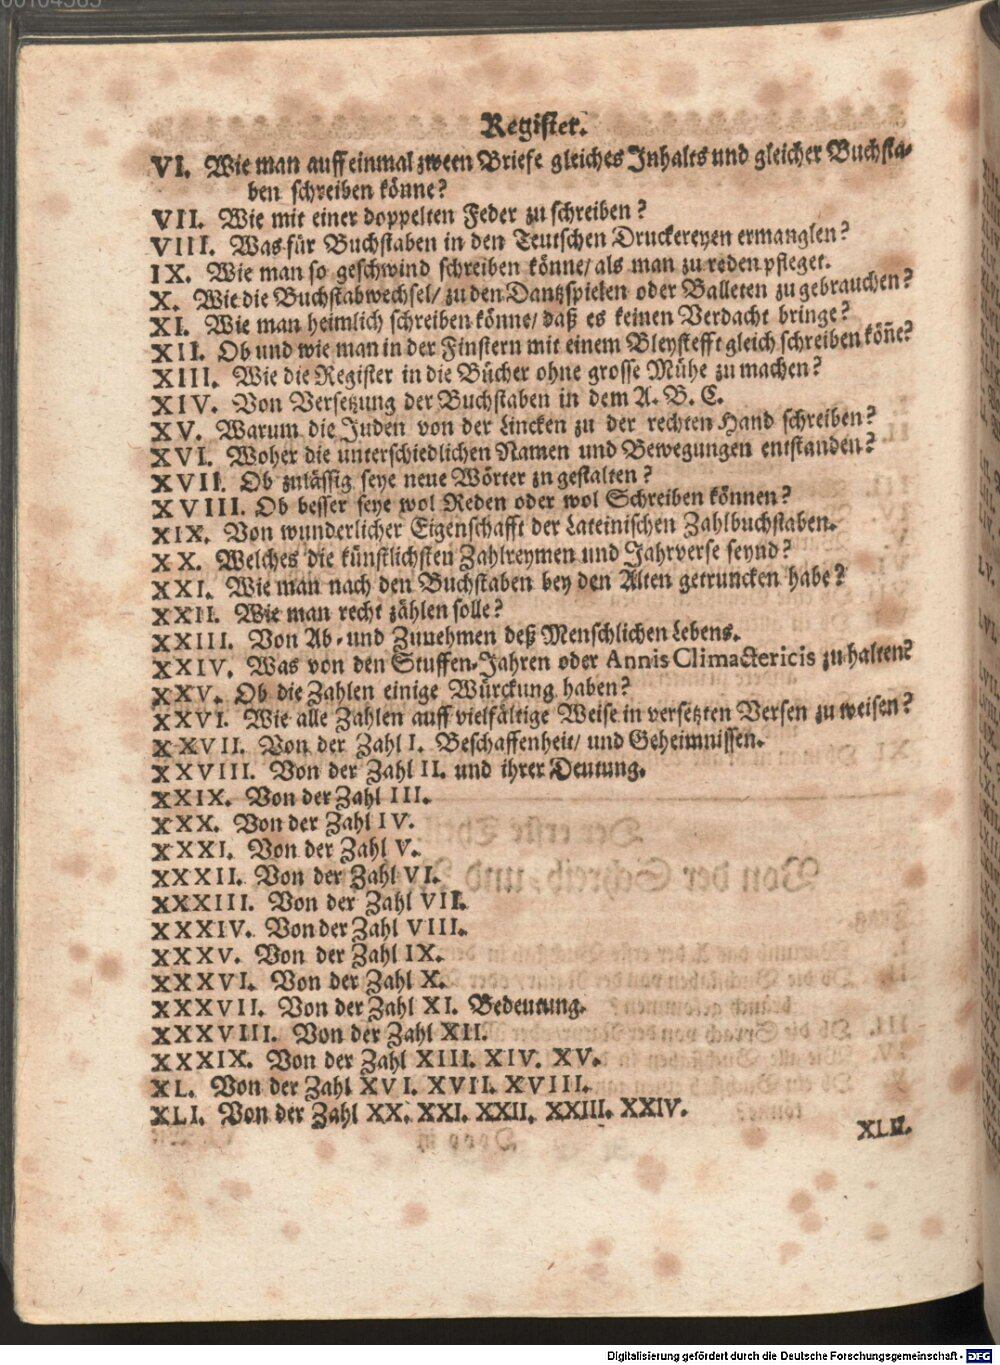 Register.
VI. Wie man auff einmal zween Briefe gleiches Inhalts und gleicher Buchsta-
ben schreiben könne?
VII. Wie mit einer doppelten Feder zu schreiben?
VIII. Was für Buchstaben in den Teutschen Druckereyen ermanglen?
IX. Wie man so geschwind schreiben könne/ als man zu reden pfleget.
X. Wie die Buchstabwechsel/ zu den Dantzspielen oder Balleten zu gebrauchen?
XI. Wie man heimlich schreiben könne/ daß es keinen Verdacht bringe?
XII. Ob und wie man in der Finstern mit einem Bleystefft gleich schreiben köñe?
XIII. Wie die Register in die Bücher ohne grosse Mühe zu machen?
XIV. Von Versetzung der Buchstaben in dem A. B. C.
XV. Warum die Juden von der Lincken zu der rechten Hand schreiben?
XVI. Woher die unterschiedlichen Namen und Bewegungen entstanden?
XVII. Ob zulässig seye neue Wörter zu gestalten?
XVIII. Ob besser seye wol Reden oder wol Schreiben können?
XIX. Von wunderlicher Eigenschafft der Lateinischen Zahlbuchstaben.
XX. Welches die künstlichsten Zahlreymen und Jahrverse seynd?
XXI. Wie man nach den Buchstaben bey den Alten getruncken habe?
XXII. Wie man recht zählen solle?
XXIII. Von Ab- und Zunehmen deß Menschlichen Lebens.
XXIV. Was von den Stuffen-Jahren oder Annis Climactericis zu halten?
XXV. Ob die Zahlen einige Würckung haben?
XXVI. Wie alle Zahlen auff vielfältige Weise in versetzten Versen zu weisen?
XXVII. Von der Zahl I. Beschaffenheit/ und Geheimnissen.
XXVIII. Von der Zahl II. und ihrer Deutung.
XXIX. Von der Zahl III.
XXX. Von der Zahl IV.
XXXI. Von der Zahl V.
XXXII. Von der Zahl VI.
XXXIII. Von der Zahl VII.
XXXIV. Von der Zahl VIII.
XXXV. Von der Zahl IX.
XXXVI. Von der Zahl X.
XXXVII. Von der Zahl XI. Bedeutung.
XXXVIII. Von der Zahl XII.
XXXIX. Von der Zahl XIII. XIV. XV.
XL. Von der Zahl XVI. XVII. XVIII.
XLI. Von der Zahl XX. XXI. XXII. XXIII. XXIV.
XLII.
Digitalisierung gefördert durch die Deutsche Forschungsgemeinschaft - DFG